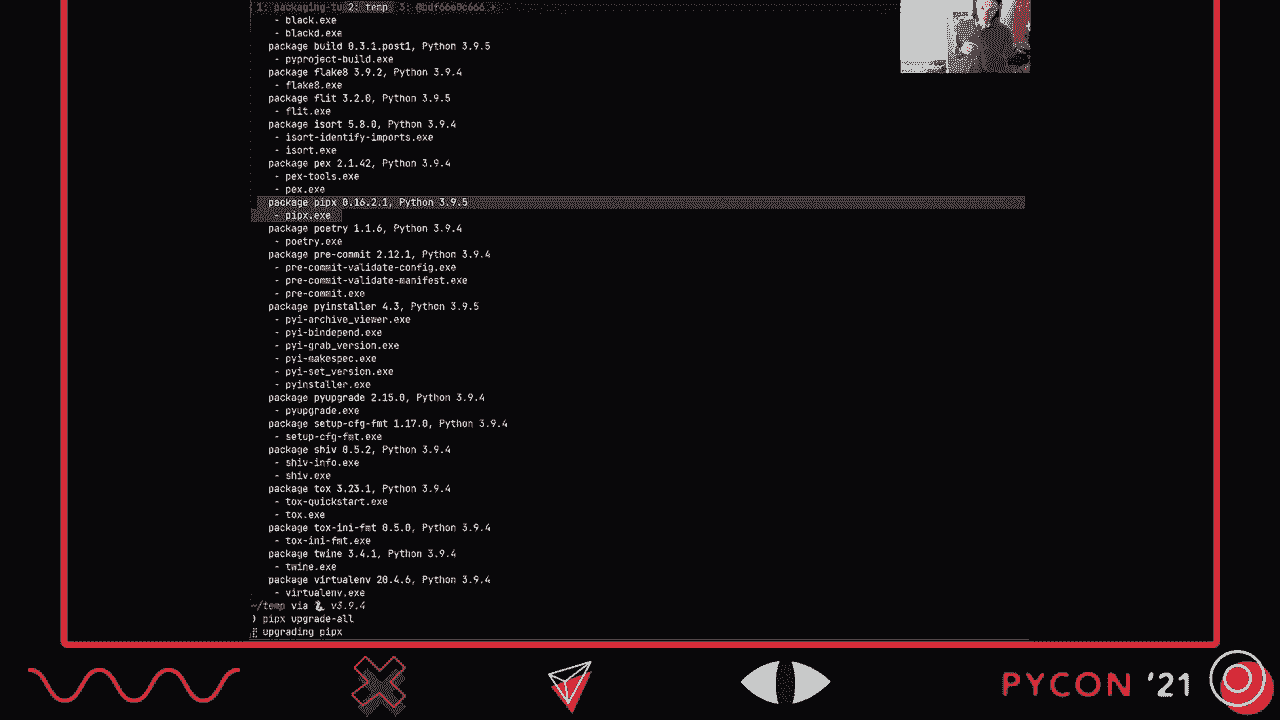 1: packaging-tu 2: temp 3:
- black.exe
- blackd.exe
package build 0.3.1.post1, Python 3.9.5
- pyproject-build.exe
package flake8 3.9.2, Python 3.9.4
- flake8.exe
package flit 3.2.0, Python 3.9.5
- flit.exe
package isort 5.8.0, Python 3.9.4
- isort-identify-imports.exe
- isort.exe
package pex 2.1.42, Python 3.9.4
- pex-tools.exe
- pex.exe
package pipx 0.16.2.1, Python 3.9.5
- pipx.exe
package poetry 1.1.6, Python 3.9.4
- poetry.exe
package pre-commit 2.12.1, Python 3.9.4
- pre-commit-validate-config.exe
- pre-commit-validate-manifest.exe
- pre-commit.exe
package pyinstaller 4.3, Python 3.9.5
- pyi-archive_viewer.exe
- pyi-bindepend.exe
- pyi-grab_version.exe
- pyi-makespec.exe
- pyi-set_version.exe
- pyinstaller.exe
package pyupgrade 2.15.0, Python 3.9.4
- pyupgrade.exe
package setup-cfg-fmt 1.17.0, Python 3.9.4
- setup-cfg-fmt.exe
package shiv 0.5.2, Python 3.9.4
- shiv-info.exe
- shiv.exe
package tox 3.23.1, Python 3.9.4
- tox-quickstart.exe
- tox.exe
package tox-ini-fmt 0.5.0, Python 3.9.4
- tox-ini-fmt.exe
package twine 3.4.1, Python 3.9.4
- twine.exe
package virtualenv 20.4.6, Python 3.9.4
- virtualenv.exe
~/temp via 🐍 v3.9.4
) pipx upgrade-all
upgrading pipx
PYCON '21